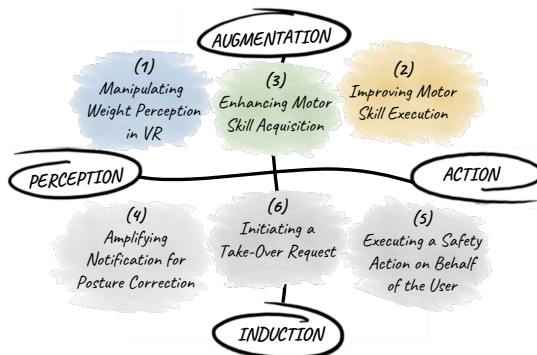 AUGMENTATION
(1)
Manipulating
Weight Perception
in VR
(3)
Enhancing Motor
Skill Acquisition
(2)
Improving Motor
Skill Execution
PERCEPTION
ACTION
(4)
Amplifying
Notification for
Posture Correction
(6)
Initiating a
Take-Over Request
(5)
Executing a Safety
Action on Behalf
of the User
INDUCTION